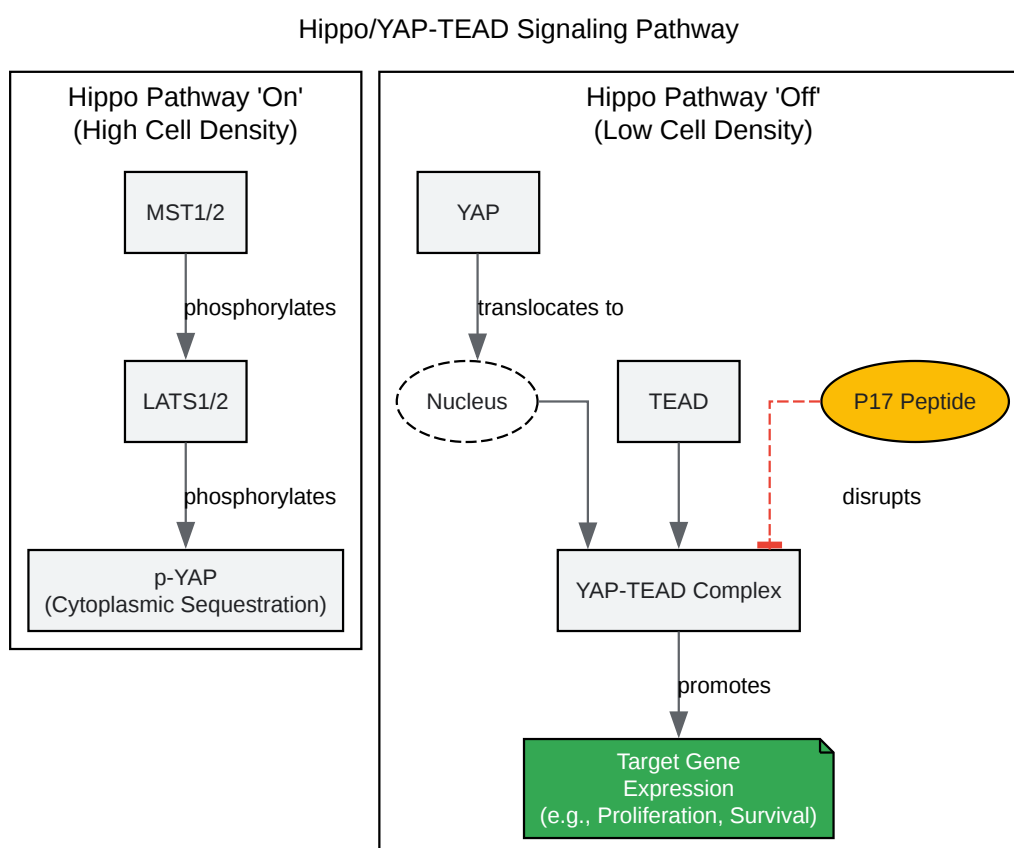 Hippo/YAP-TEAD Signaling Pathway
Hippo Pathway 'On'
(High Cell Density)
MST1/2
phosphorylates
LATS1/2
phosphorylates
p-YAP
(Cytoplasmic Sequestration)
Hippo Pathway 'Off'
(Low Cell Density)
YAP
translocates to
Nucleus
TEAD
P17 Peptide
disrupts
YAP-TEAD Complex
promotes
Target Gene
Expression
(e.g., Proliferation, Survival)